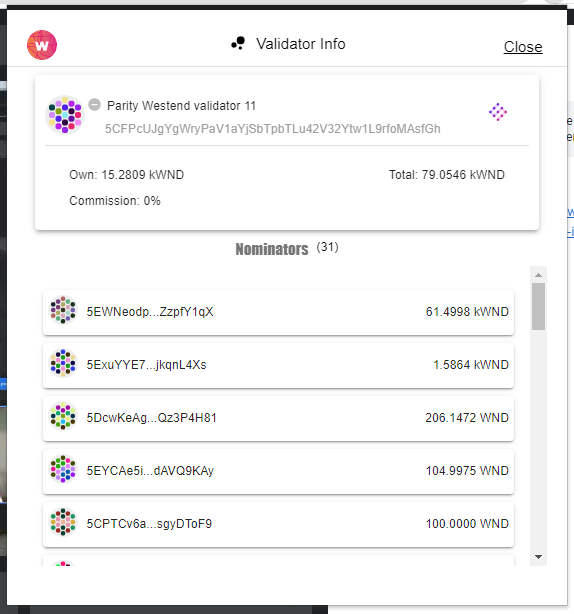 w
Validator Info
Close
Parity Westend validator 11
5CFPcUJgYgWryPaV1aYjSbTpbTLu42V32Ytw1L9rfoMAsfGh
Own: 15.2809 kWND
Total: 79.0546 kWND
Commission: 0%
Nominators (31)
5EWNeodp...ZzpfY1qX
61.4998 kWND
5ExuYYE7...jkqnL4Xs
1.5864 kWND
5DcwKeAg...Qz3P4H81
206.1472 WND
5EYCAe5i...dAVQ9KAy
104.9975 WND
5CPTCv6a...sgyDToF9
100.0000 WND